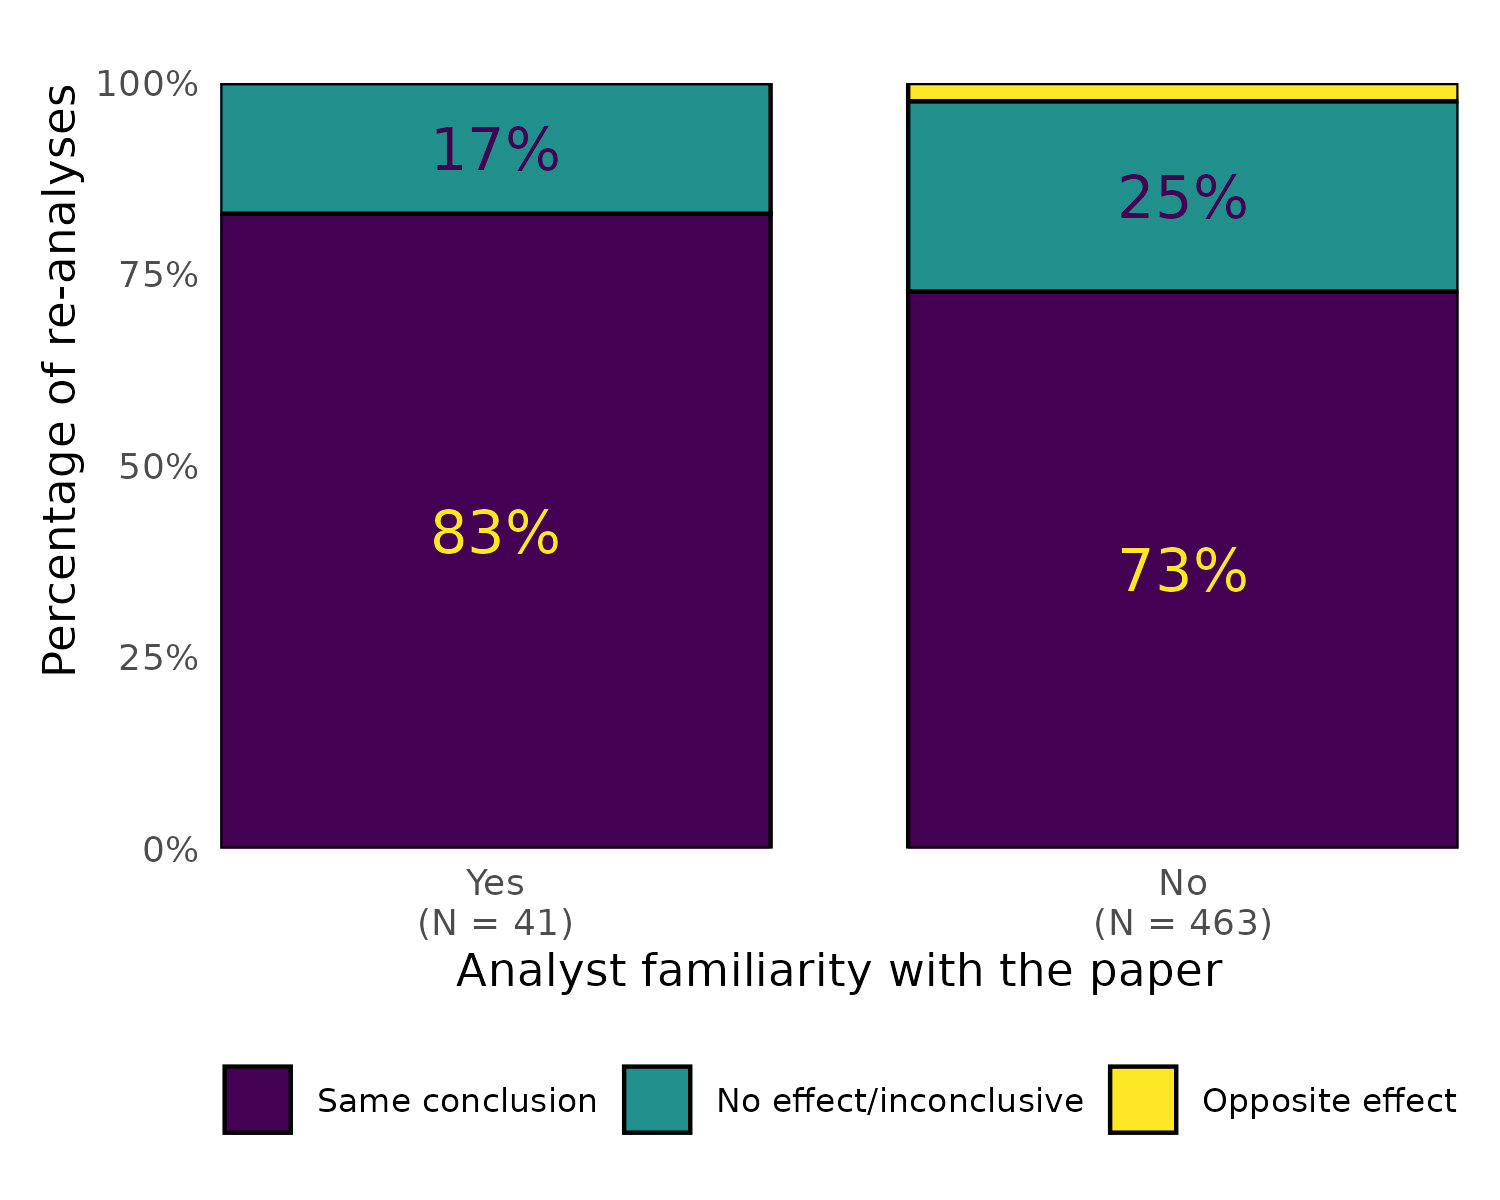 Percentage of re-analyses
100%
75%
50%
25%
0%
17%
83%
25%
73%
Yes
(N = 41)
No
(N = 463)
Analyst familiarity with the paper
Same conclusion
No effect/inconclusive
Opposite effect